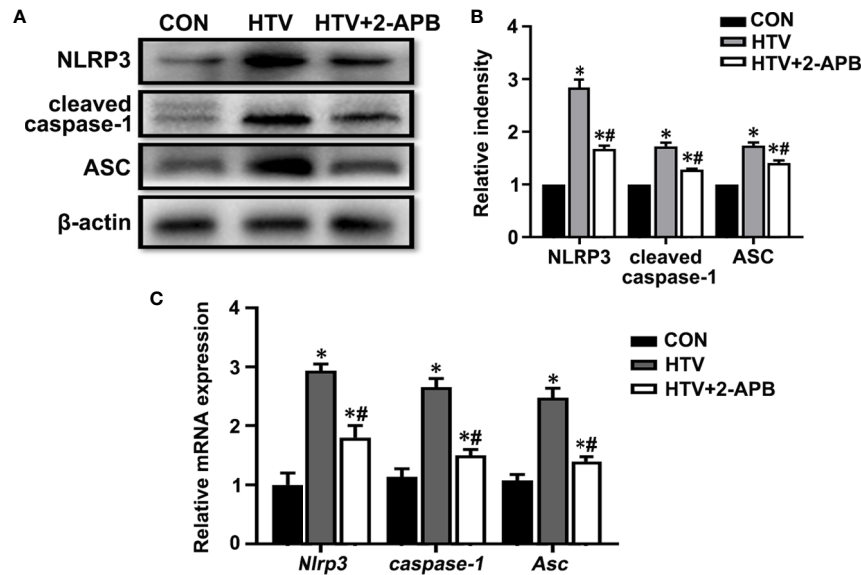 A
CON HTV HTV+2-APB
NLRP3
cleaved
caspase-1
ASC
β-actin
B
CON
HTV
HTV+2-APB
Relative indensity
4
3
2
1
0
*
*#
*
*#
*
*#
NLRP3 cleaved ASC
caspase-1
C
CON
HTV
HTV+2-APB
Relative mRNA expression
4
3
2
1
0
*
*#
*
*#
*
*#
Nlrp3 caspase-1 Asc